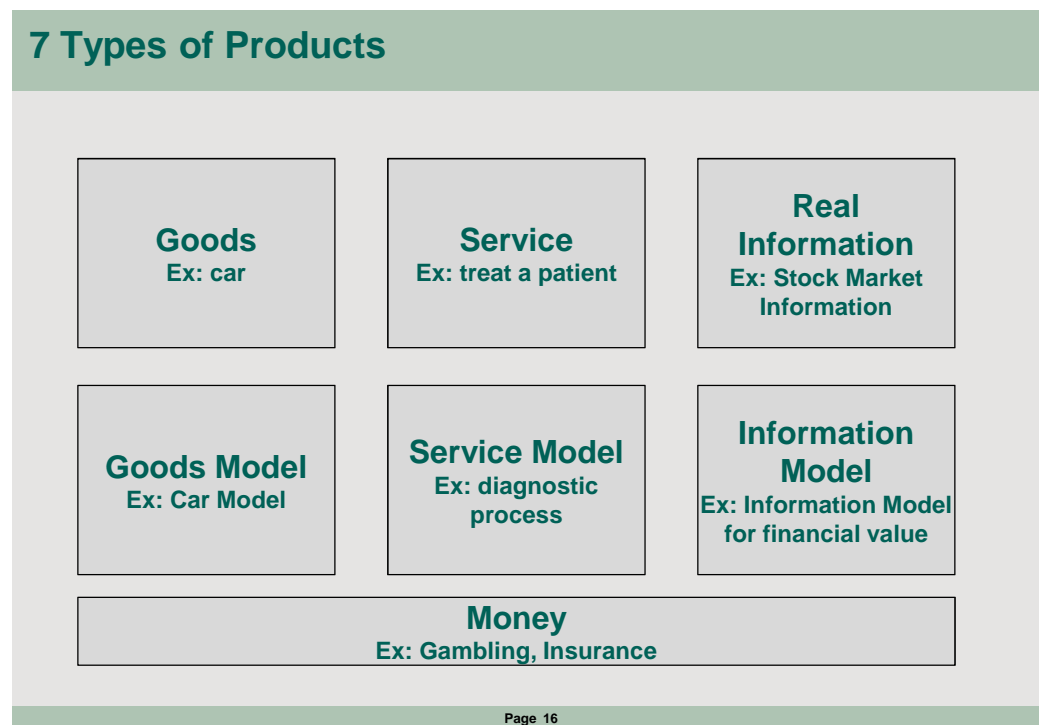 7 Types of Products
Goods
Ex: car
Service
Ex: treat a patient
Real
Information
Ex: Stock Market
Information
Goods Model
Ex: Car Model
Service Model
Ex: diagnostic
process
Information
Model
Ex: Information Model
for financial value
Money
Ex: Gambling, Insurance
Page 16